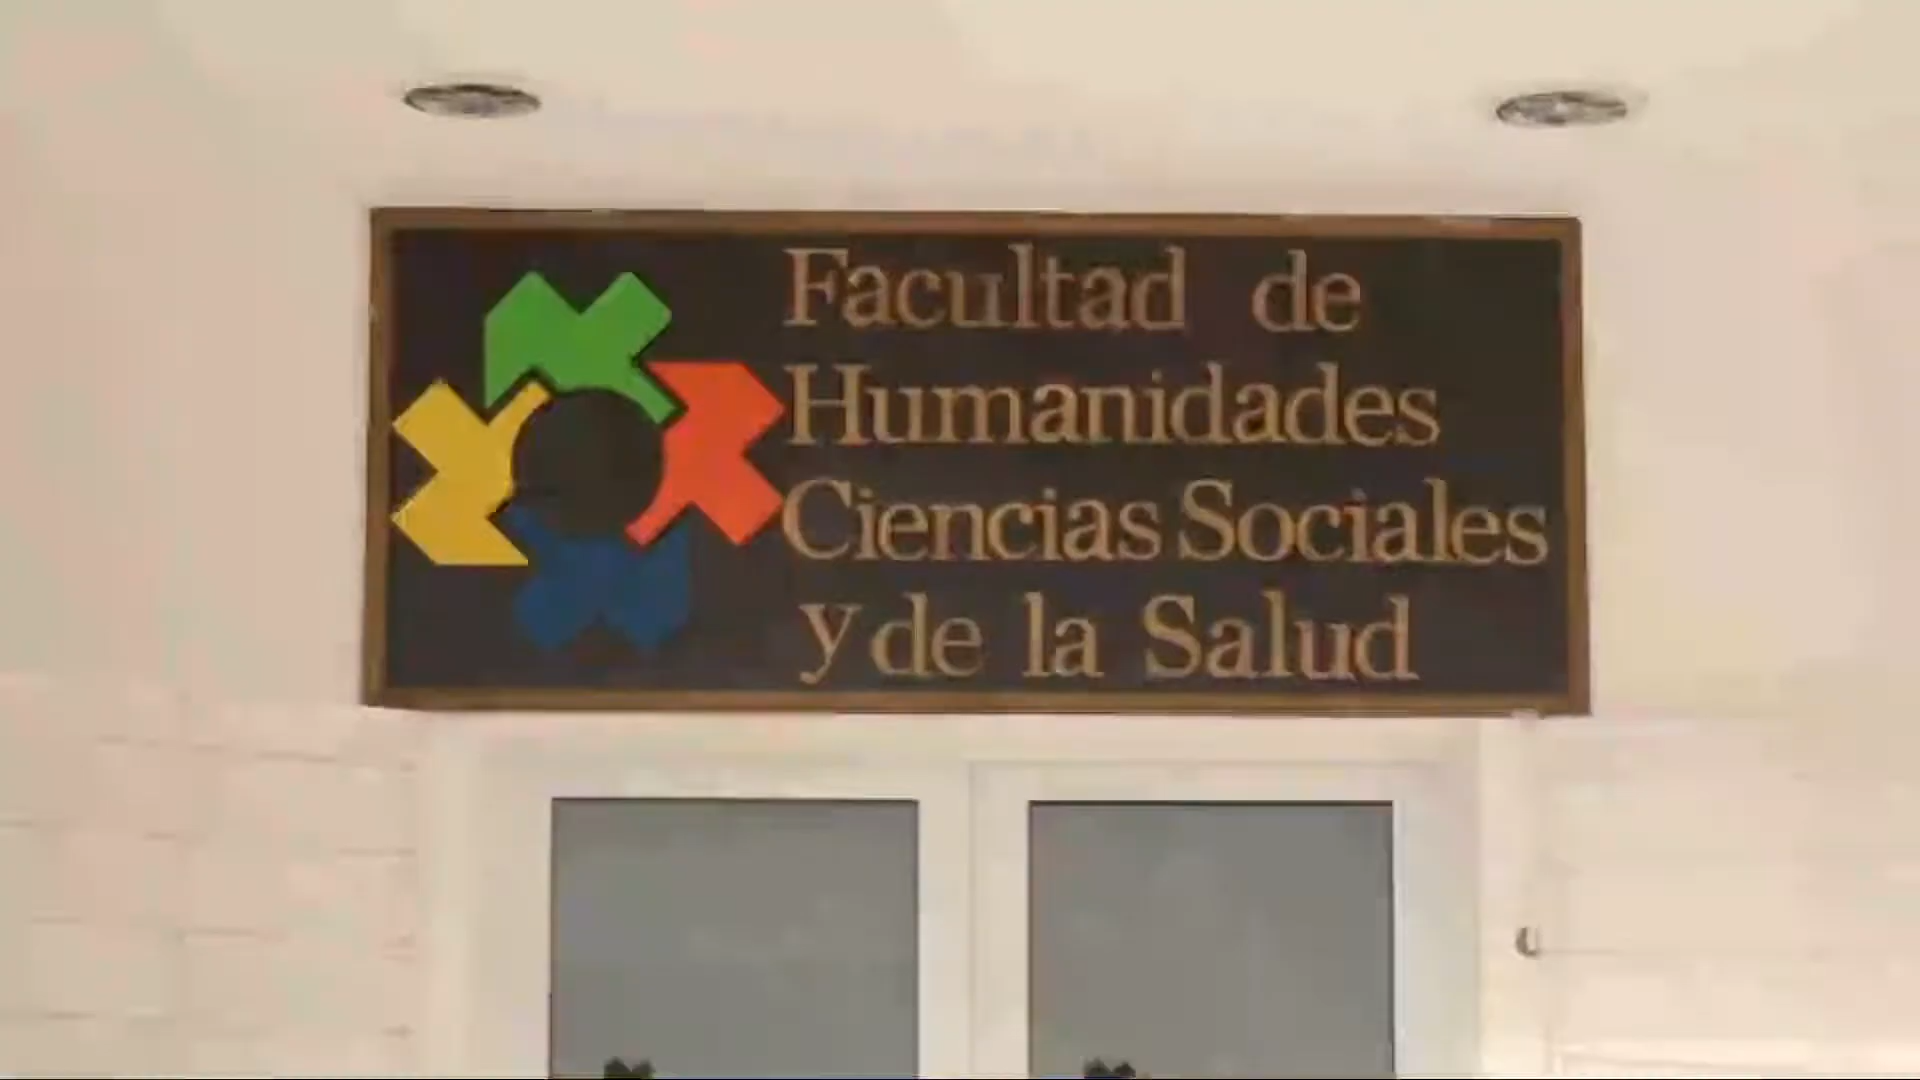 Facultad de
Humanidades
Ciencias Sociales
y de la Salud